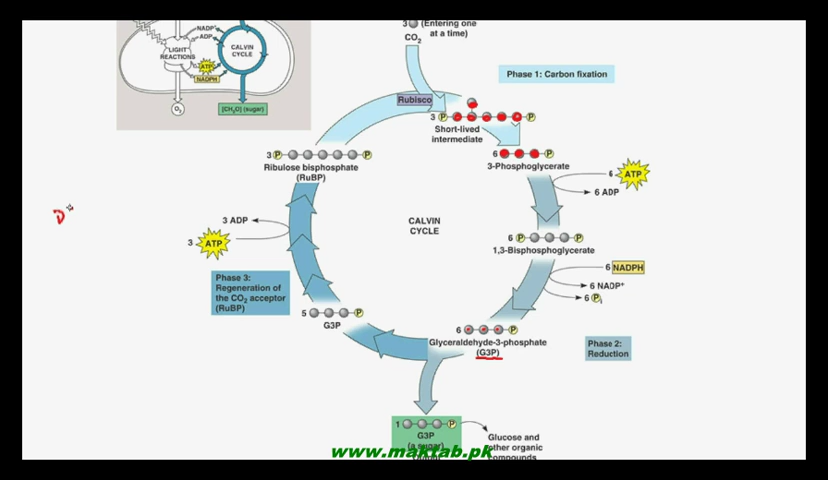 3 (Entering one
at a time)
CO2
NADP+
ADP
LIGHT
REACTIONS
CALVIN
CYCLE
ATP
NADPH
O2
[CH2O] (sugar)
Phase 1: Carbon fixation
Rubisco
3 P P
Short-lived
intermediate
3 P P
Ribulose bisphosphate
(RuBP)
6 P
3-Phosphoglycerate
6 ATP
6 ADP
CALVIN
CYCLE
3 ADP
3 ATP
6 P P
1,3-Bisphosphoglycerate
6 NADPH
6 NADP+
6 Pi
Phase 3:
Regeneration of
the CO2 acceptor
(RuBP)
5 P
G3P
6 P
Glyceraldehyde-3-phosphate
(G3P)
Phase 2:
Reduction
1 P
G3P
(a sugar)
Glucose and
other organic
compounds
www.maktab.pk